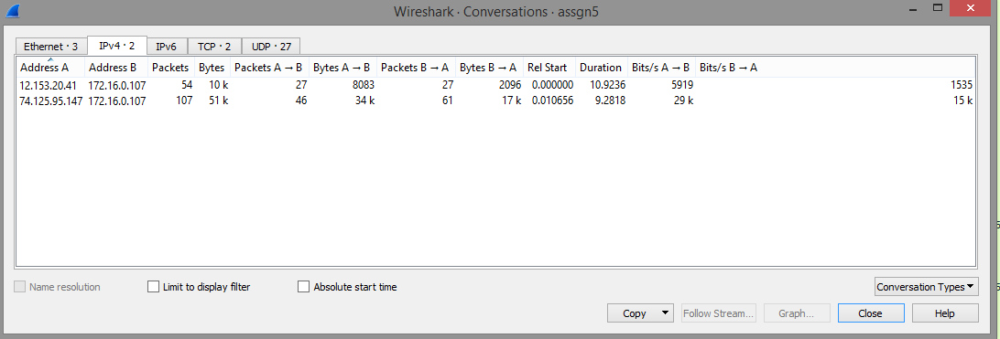 Wireshark · Conversations · assgn5
Ethernet · 3 IPv4 · 2 IPv6 TCP · 2 UDP · 27
Address A Address B Packets Bytes Packets A → B Bytes A → B Packets B → A Bytes B → A Rel Start Duration Bits/s A → B Bits/s B → A
12.153.20.41 172.16.0.107 54 10 k 27 8083 27 2096 0.000000 10.9236 5919 1535
74.125.95.147 172.16.0.107 107 51 k 46 34 k 61 17 k 0.010656 9.2818 29 k 15 k
Name resolution Limit to display filter Absolute start time Conversation Types
Copy Follow Stream... Graph... Close Help